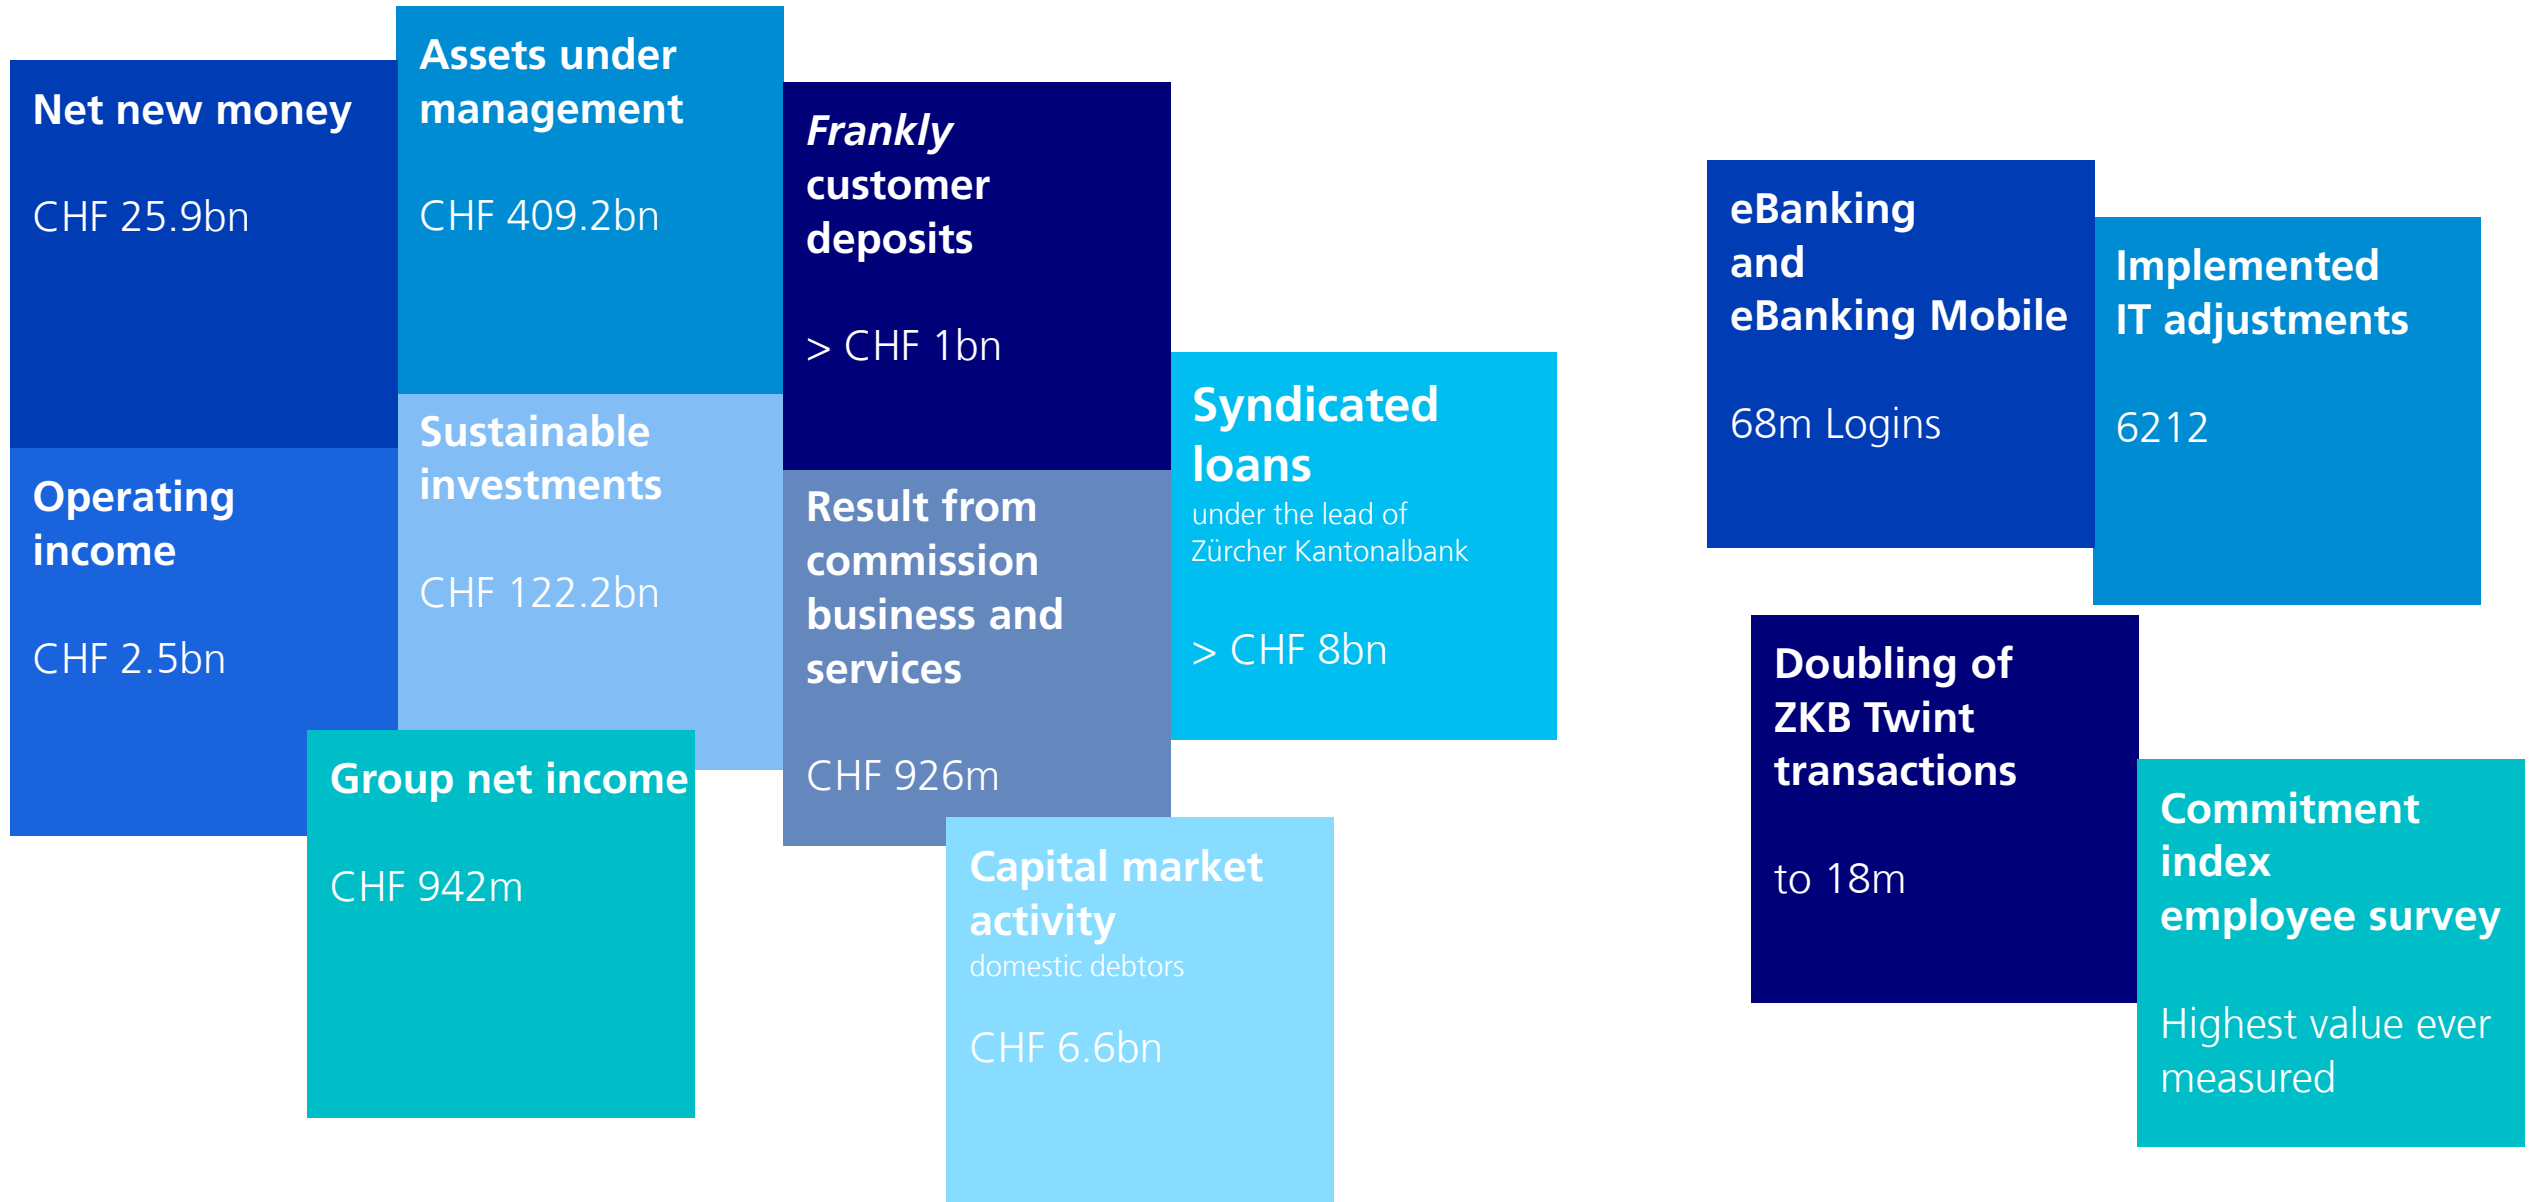 Net new money
CHF 25.9bn
Assets under
management
CHF 409.2bn
Frankly
customer
deposits
> CHF 1bn
Operating
income
CHF 2.5bn
Sustainable
investments
CHF 122.2bn
Result from
commission
business and
services
CHF 926m
Syndicated
loans
under the lead of
Zürcher Kantonalbank
> CHF 8bn
Group net income
CHF 942m
Capital market
activity
domestic debtors
CHF 6.6bn
eBanking
and
eBanking Mobile
68m Logins
Implemented
IT adjustments
6212
Doubling of
ZKB Twint
transactions
to 18m
Commitment
index
employee survey
Highest value ever
measured